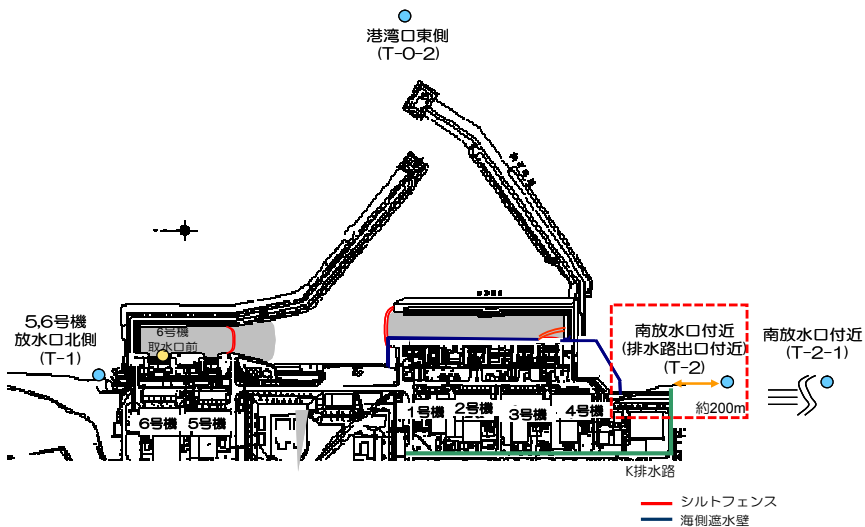 港湾口東側
(T-0-2)
5,6号機
放水口北側
(T-1)
6号機
取水口前
南放水口付近
(排水路出口付近)
(T-2)
約200m
南放水口付近
(T-2-1)
6号機
5号機
1号機
2号機
3号機
4号機
K排水路
シルトフェンス
海側遮水壁